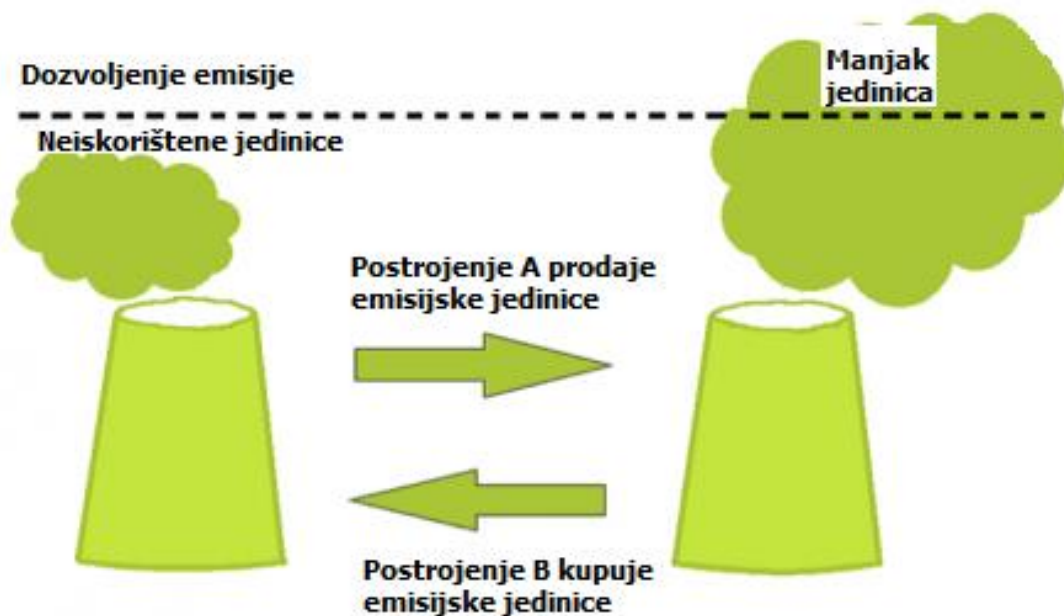 Dozvoljenje emisije
Manjak
jedinica
Neiskorištene jedinice
Postrojenje A prodaje
emisijske jedinice
Postrojenje B kupuje
emisijske jedinice